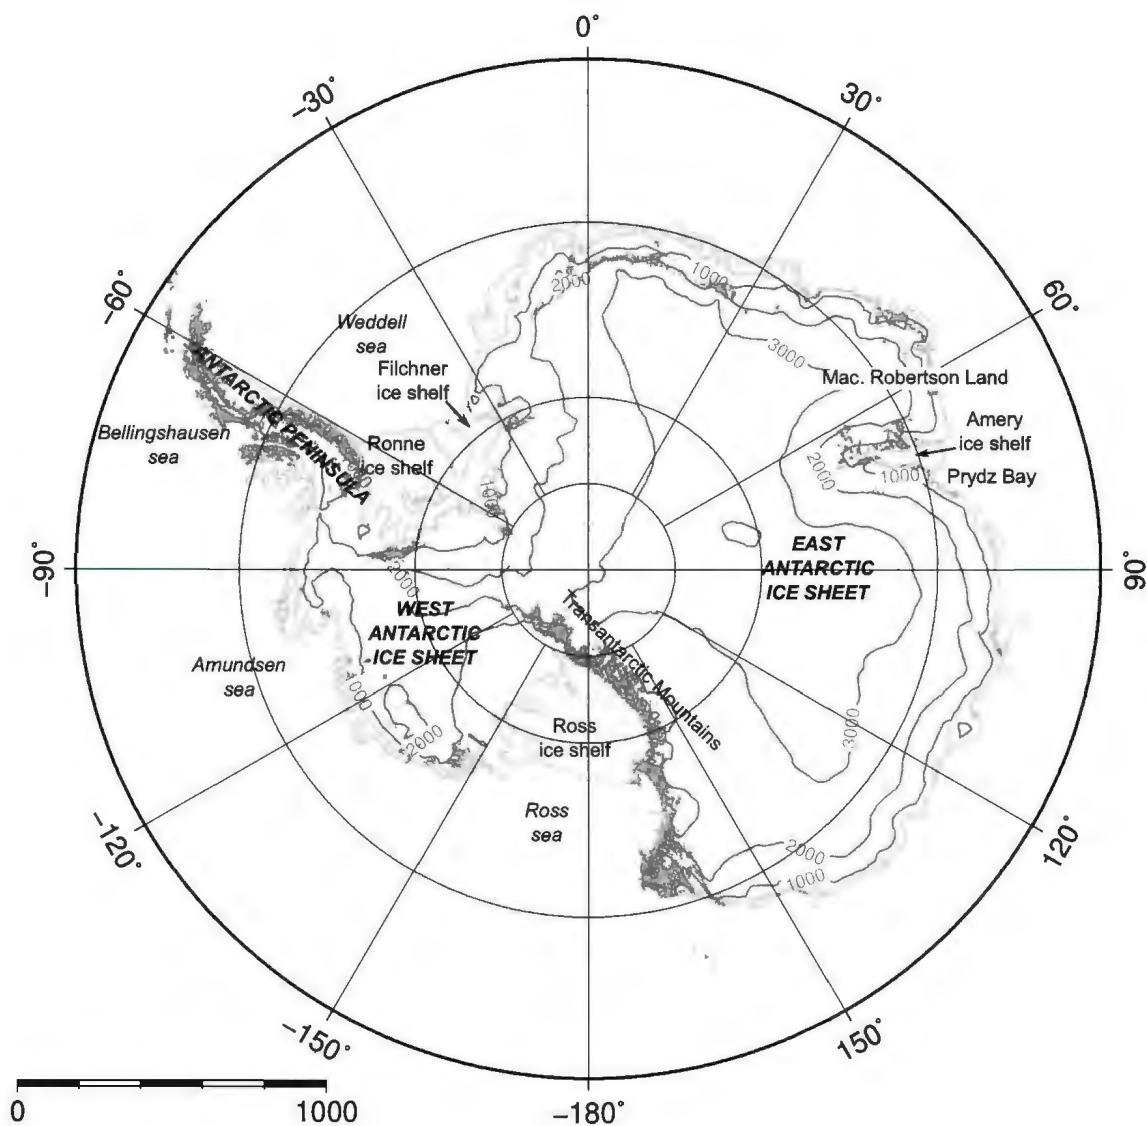 0°
−30°
30°
−60°
60°
2000
1000
Weddell
sea
3000
Filchner
ice shelf
Mac. Robertson Land
ANTARCTIC PENINSULA
Amery
ice shelf
Bellingshausen
sea
Ronne
ice shelf
2000
1000
Prydz Bay
1000
−90°
90°
EAST
ANTARCTIC
ICE SHEET
2000
WEST
ANTARCTIC
ICE SHEET
Transantarctic Mountains
Amundsen
sea
1000
2000
3000
Ross
ice shelf
Ross
sea
−120°
120°
2000
1000
−150°
150°
−180°
0
1000